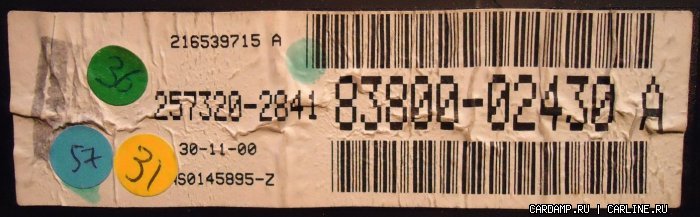 216539715 A
36
257320-2841 83800-02430 A
30-11-00
57
31
AS0145895-Z
CARDAMP.RU | CARLINE.RU